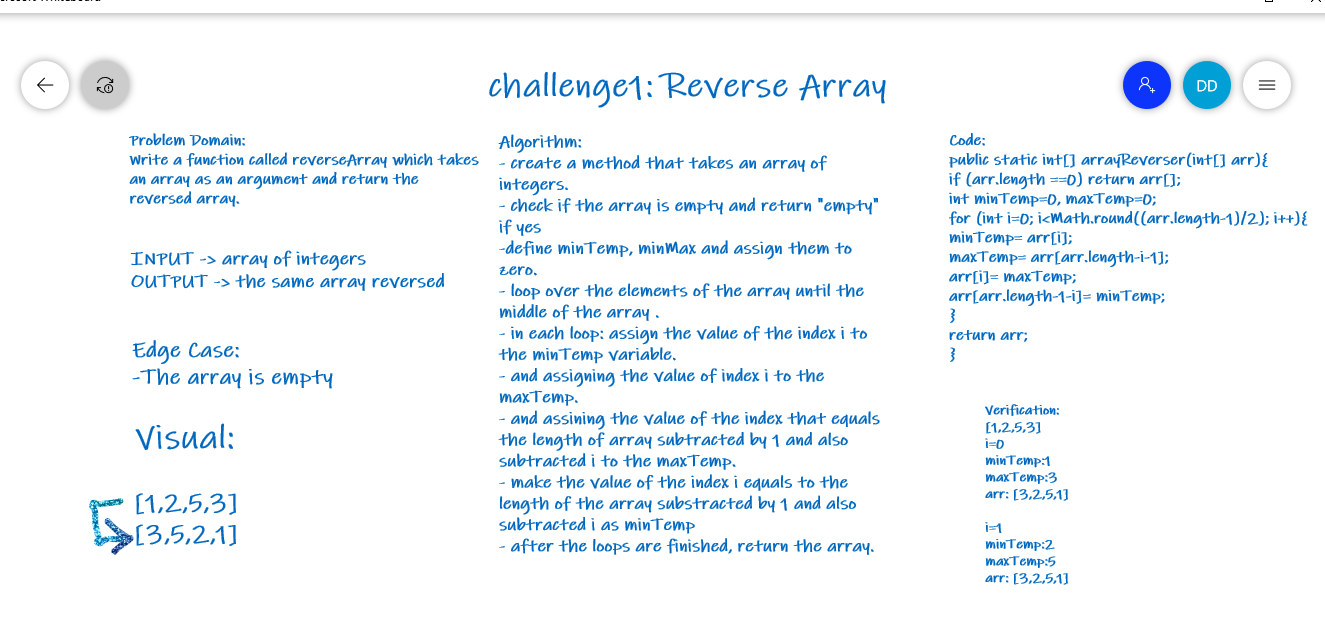 challenge1: Reverse Array
DD
Problem Domain:
Write a function called reverseArray which takes
an array as an argument and return the
reversed array.
INPUT -> array of integers
OUTPUT -> the same array reversed
Edge Case:
-The array is empty
Visual:
[1,2,5,3]
[3,5,2,1]
Algorithm:
- create a method that takes an array of
integers.
- check if the array is empty and return "empty"
if yes
-define minTemp, minMax and assign them to
zero.
- loop over the elements of the array until the
middle of the array .
- in each loop: assign the value of the index i to
the minTemp variable.
- and assigning the value of index i to the
maxTemp.
- and assining the value of the index that equals
the length of array subtracted by 1 and also
subtracted i to the maxTemp.
- make the value of the index i equals to the
length of the array substracted by 1 and also
subtracted i as minTemp
- after the loops are finished, return the array.
Code:
public static int[] arrayReverser(int[] arr){
if (arr.length ==0) return arr[];
int minTemp=0, maxTemp=0;
for (int i=0; i<Math.round((arr.length-1)/2); i++){
minTemp= arr[i];
maxTemp= arr[arr.length-i-1];
arr[i]= maxTemp;
arr[arr.length-1-i]= minTemp;
}
return arr;
}
Verification:
[1,2,5,3]
i=0
minTemp:1
maxTemp:3
arr: [3,2,5,1]
i=1
minTemp:2
maxTemp:5
arr: [3,2,5,1]